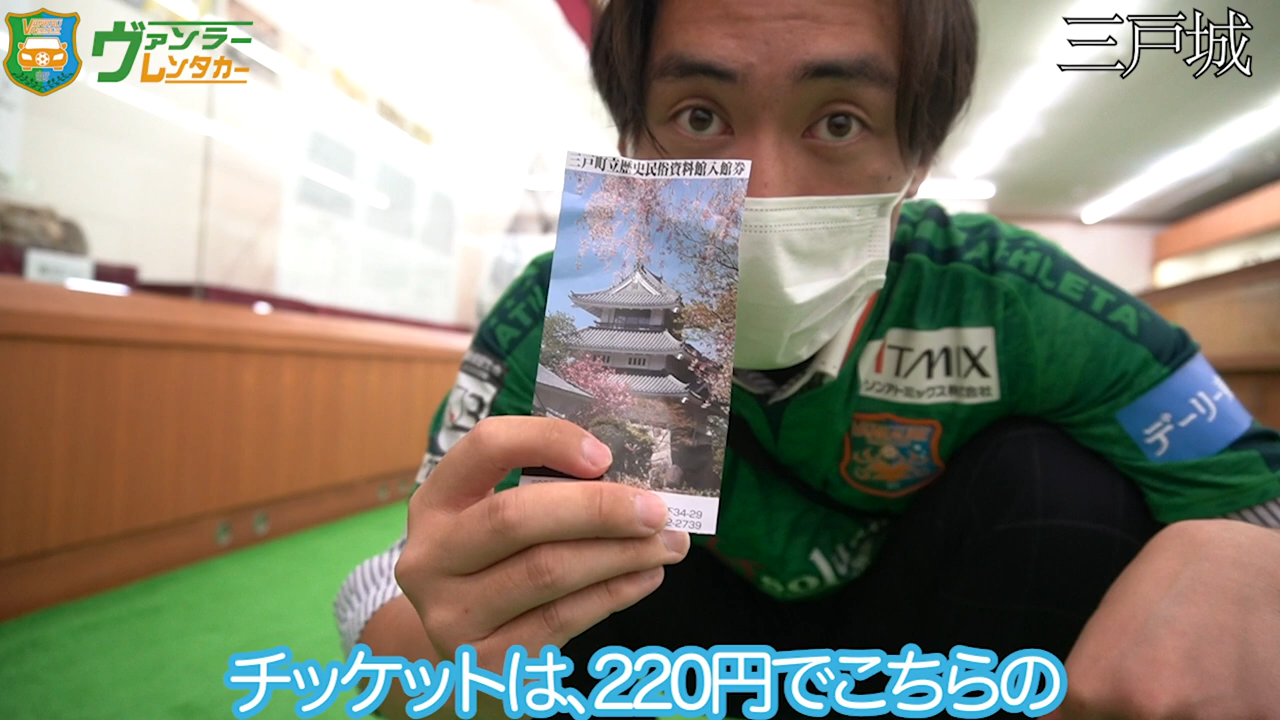 ヴァンラーレンタカー
三戸城
三戸町立歴史民俗資料館入館券
ATHLETA
TMIX
シンアトミックス株式会社
デーリー
34-29
2-2739
チッケットは、220円でこちらの